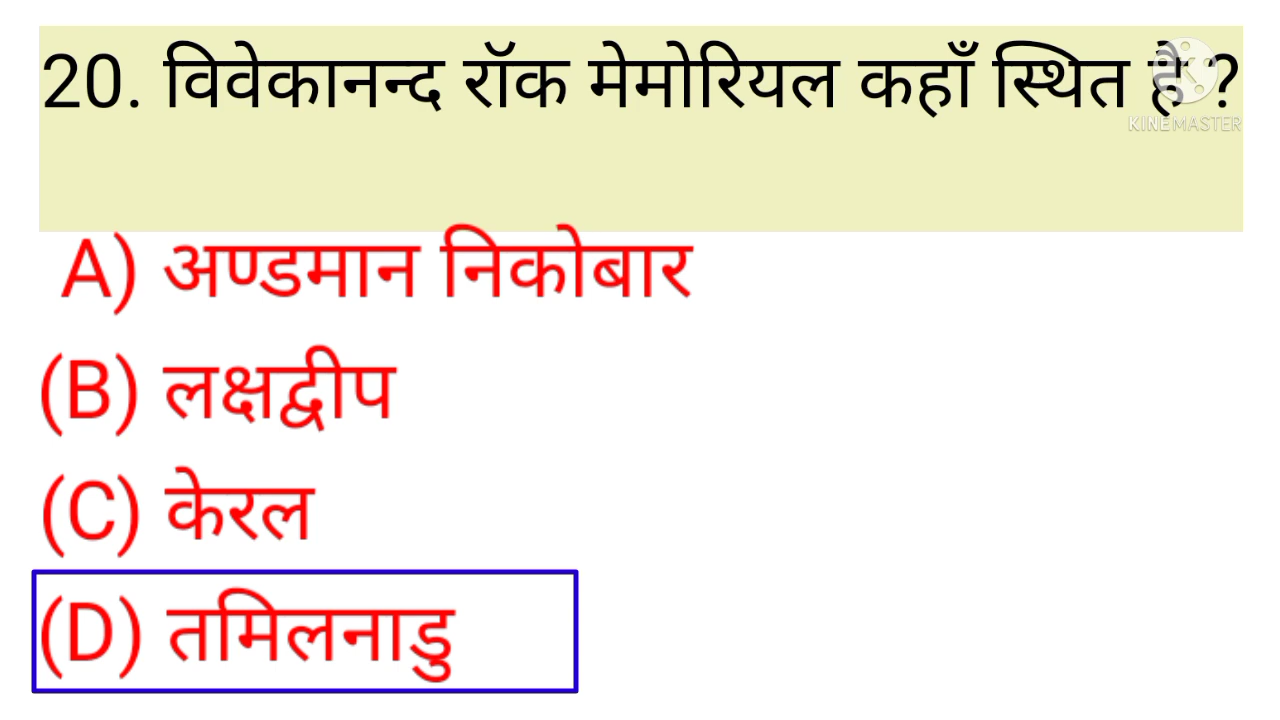 20. विवेकानन्द रॉक मेमोरियल कहाँ स्थित है ?
KINEMASTER
A) अण्डमान निकोबार
(B) लक्षद्वीप
(C) केरल
(D) तमिलनाडु